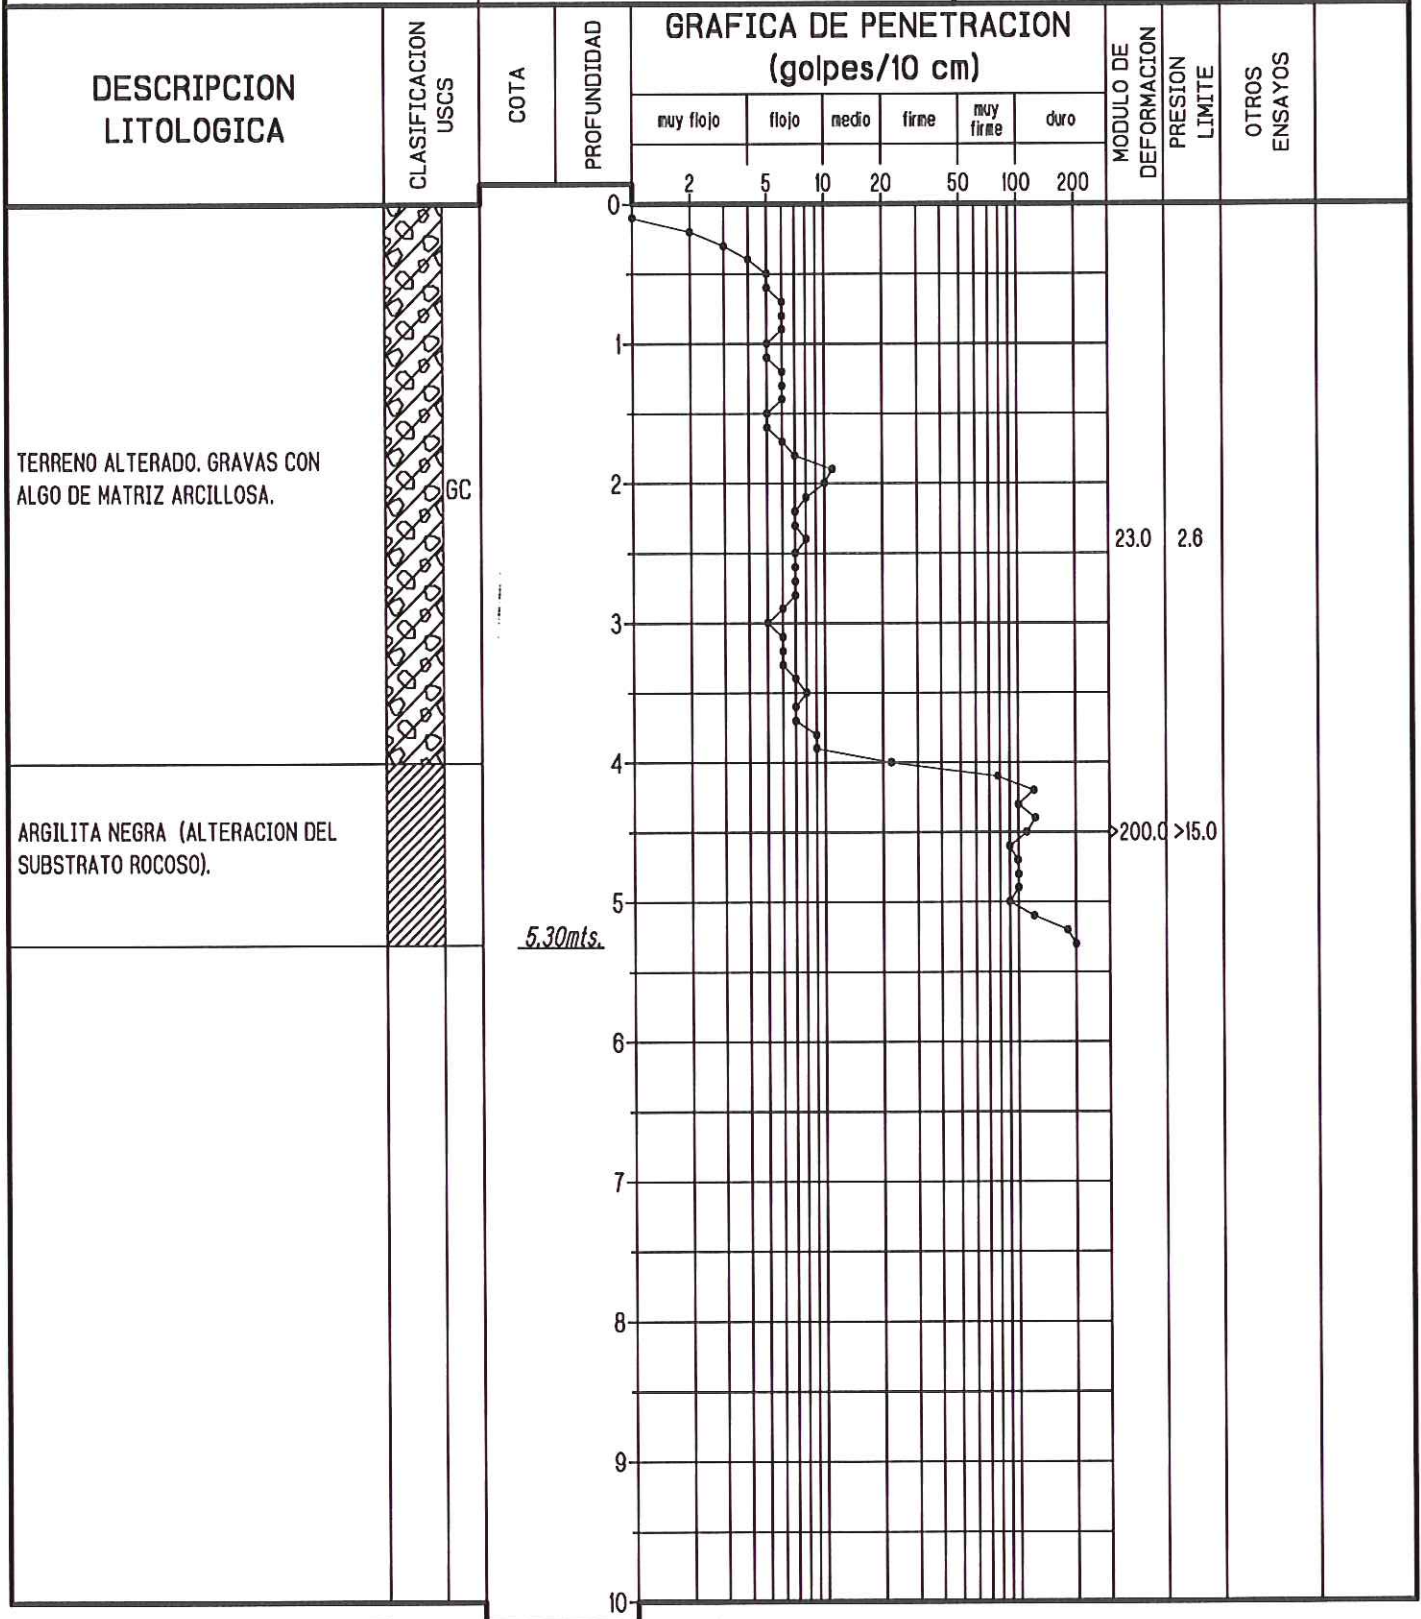 DESCRIPCION
LITOLOGICA
CLASIFICACION
USCS
COTA
PROFUNDIDAD
GRAFICA DE PENETRACION
(golpes/10 cm)
muy flojo flojo medio firme muy firme duro
2 5 10 20 50 100 200
MODULO DE
DEFORMACION
PRESION
LIMITE
OTROS
ENSAYOS
0
1
TERRENO ALTERADO. GRAVAS CON
ALGO DE MATRIZ ARCILLOSA.
GC
2
23.0 2.6
3
4
ARGILITA NEGRA (ALTERACION DEL
SUBSTRATO ROCOSO).
>200.0 >15.0
5
5.30mts.
6
7
8
9
10